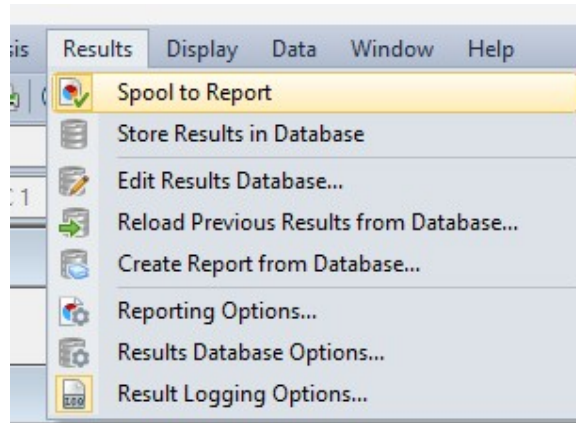 Results Display Data Window Help
Spool to Report
Store Results in Database
1
Edit Results Database...
Reload Previous Results from Database...
Create Report from Database...
Reporting Options...
Results Database Options...
Result Logging Options...